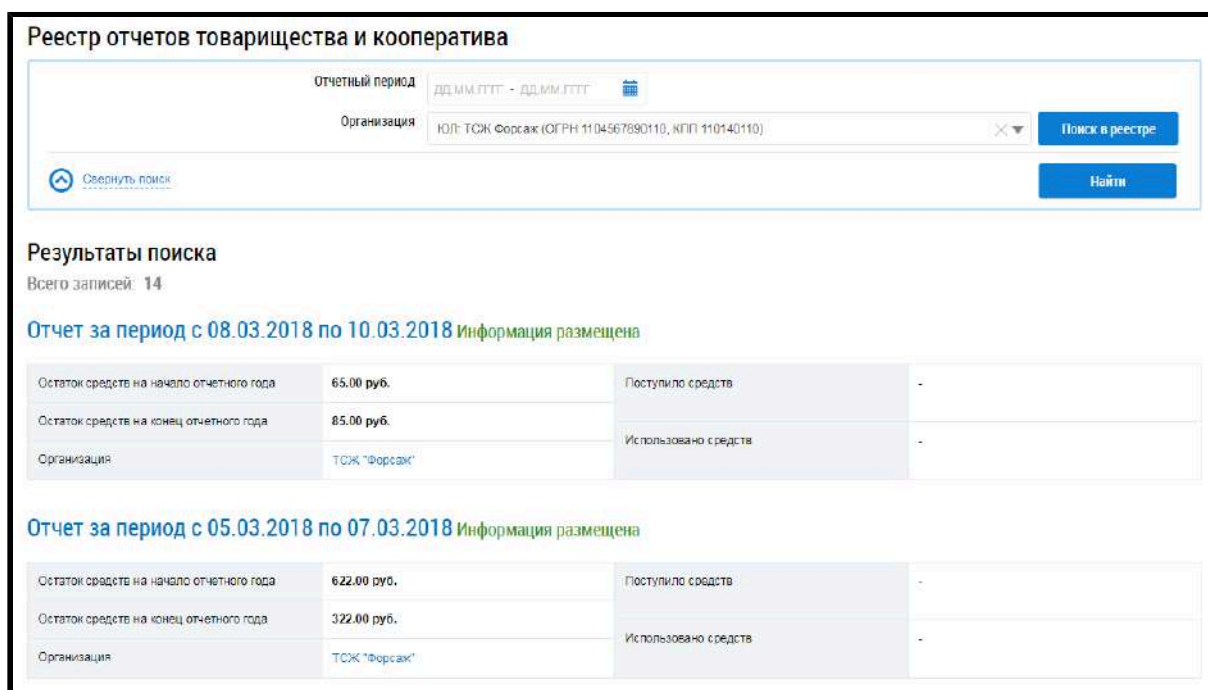 Реестр отчетов товарищества и кооператива
Отчетный период ДД.ММ.ГГГГ - ДД.ММ.ГГГГ
Организация ЮЛ: ТСЖ Форсаж (ОГРН 1104567890110, КПП 110140110) Поиск в реестре
Свернуть поиск Найти
Результаты поиска
Всего записей: 14
Отчет за период с 08.03.2018 по 10.03.2018 Информация размещена
Остаток средств на начало отчетного года 65.00 руб. Поступило средств -
Остаток средств на конец отчетного года 85.00 руб.
Использовано средств -
Организация ТСЖ "Форсаж"
Отчет за период с 05.03.2018 по 07.03.2018 Информация размещена
Остаток средств на начало отчетного года 622.00 руб. Поступило средств -
Остаток средств на конец отчетного года 322.00 руб.
Использовано средств -
Организация ТСЖ "Форсаж"